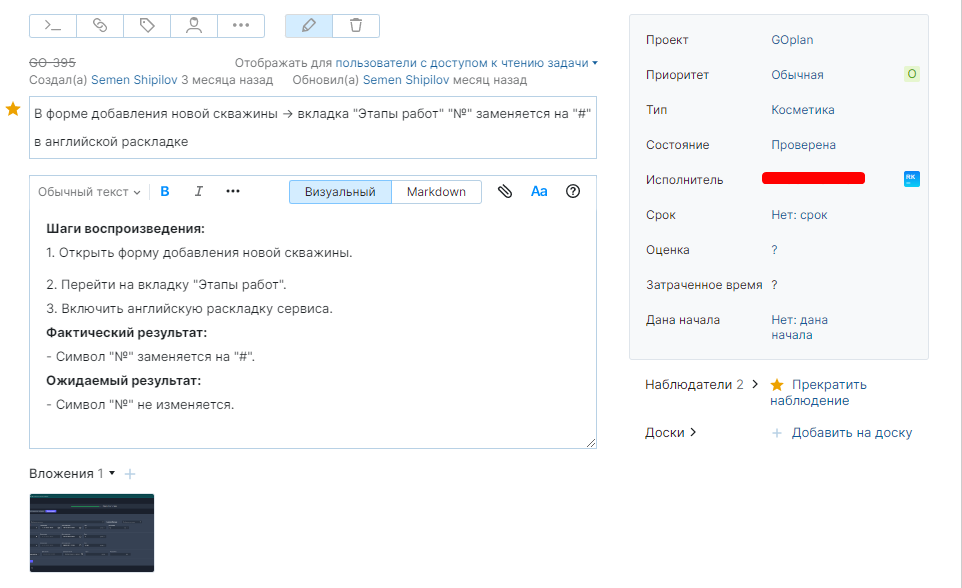 GO-395
Отображать для пользователи с доступом к чтению задачи
Создал(а) Semen Shipilov 3 месяца назад Обновил(а) Semen Shipilov месяц назад
В форме добавления новой скважины → вкладка "Этапы работ" "№" заменяется на "#"
в английской раскладке
Обычный текст B I ••• Визуальный Markdown Aa ?
Шаги воспроизведения:
1. Открыть форму добавления новой скважины.
2. Перейти на вкладку "Этапы работ".
3. Включить английскую раскладку сервиса.
Фактический результат:
- Символ "№" заменяется на "#".
Ожидаемый результат:
- Символ "№" не изменяется.
Вложения 1
Проект GOplan
Приоритет Обычная О
Тип Косметика
Состояние Проверена
Исполнитель RK
Срок Нет: срок
Оценка ?
Затраченное время ?
Дана начала Нет: дана
начала
Наблюдатели 2 Прекратить
наблюдение
Доски Добавить на доску